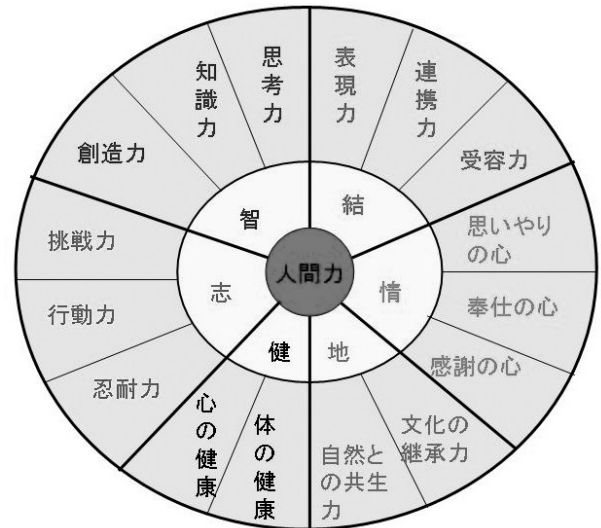 人間力
智
結
情
地
健
志
思考力
知識力
創造力
表現力
連携力
受容力
思いやり
の心
奉仕の心
感謝の心
文化の
継承力
自然と
の共生
力
体の健康
心の健康
忍耐力
行動力
挑戦力